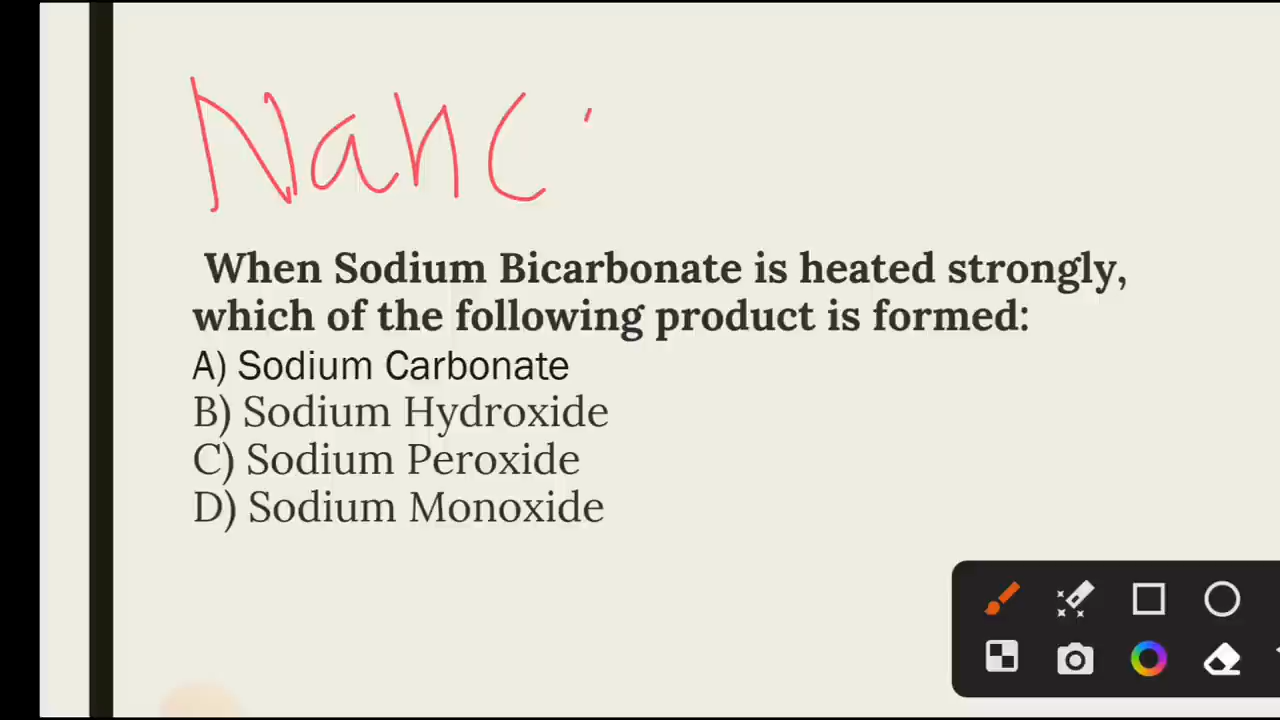 NaHC
When Sodium Bicarbonate is heated strongly,
which of the following product is formed:
A) Sodium Carbonate
B) Sodium Hydroxide
C) Sodium Peroxide
D) Sodium Monoxide